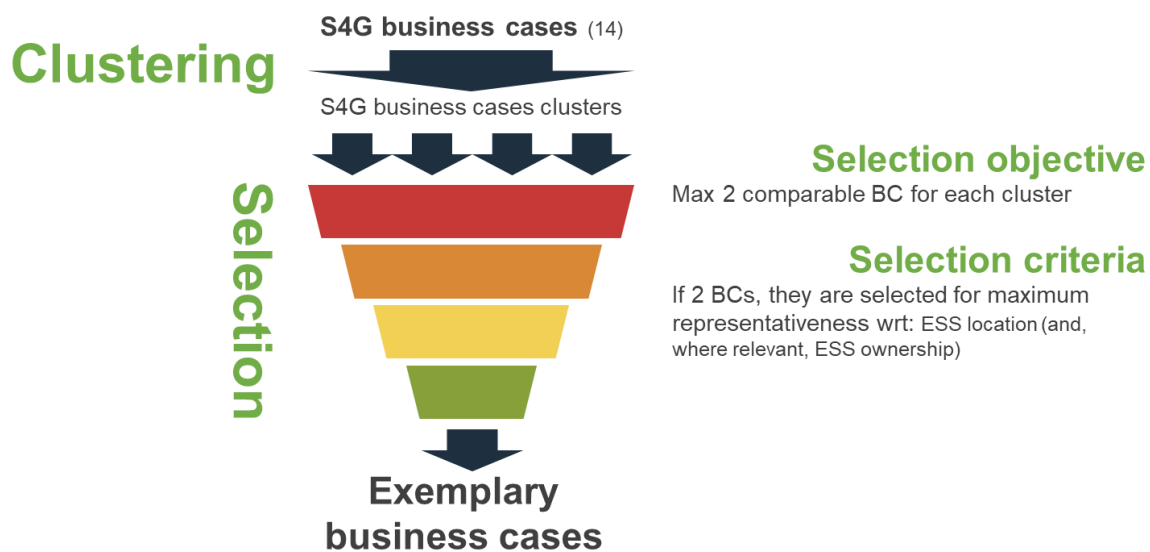 S4G business cases (14)
Clustering
S4G business cases clusters
Selection
Selection objective
Max 2 comparable BC for each cluster
Selection criteria
If 2 BCs, they are selected for maximum
representativeness wrt: ESS location (and,
where relevant, ESS ownership)
Exemplary
business cases